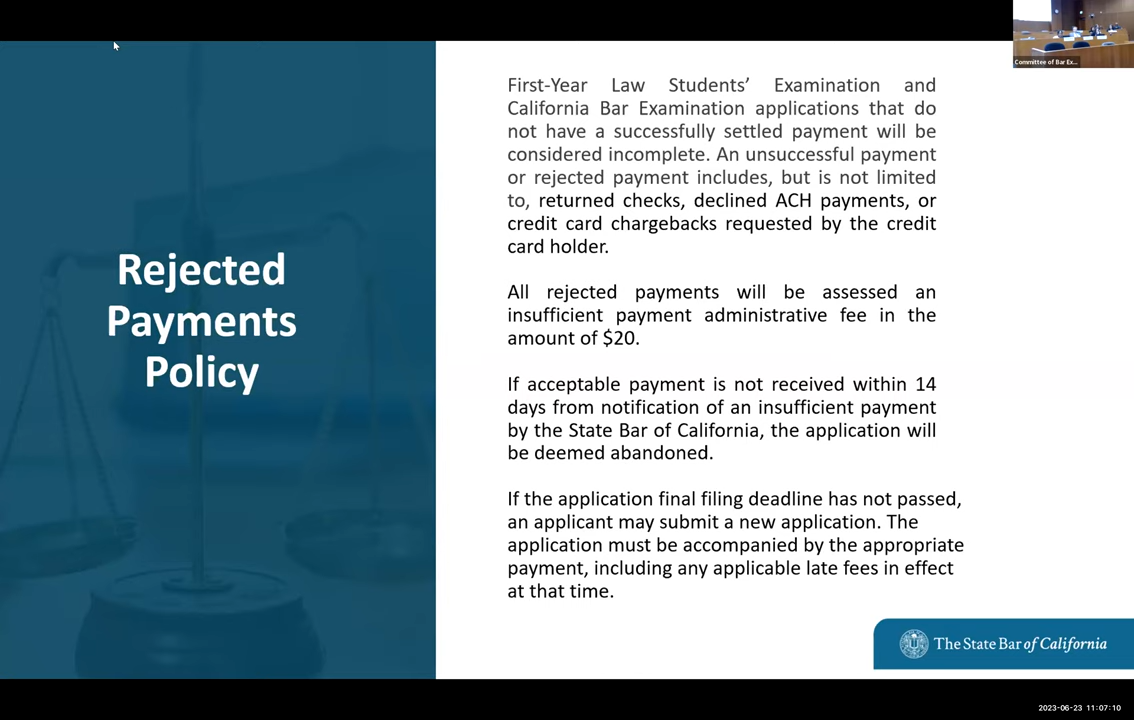 Committee of Bar Ex...
Rejected
Payments
Policy
First-Year Law Students’ Examination and
California Bar Examination applications that do
not have a successfully settled payment will be
considered incomplete. An unsuccessful payment
or rejected payment includes, but is not limited
to, returned checks, declined ACH payments, or
credit card chargebacks requested by the credit
card holder.
All rejected payments will be assessed an
insufficient payment administrative fee in the
amount of $20.
If acceptable payment is not received within 14
days from notification of an insufficient payment
by the State Bar of California, the application will
be deemed abandoned.
If the application final filing deadline has not passed,
an applicant may submit a new application. The
application must be accompanied by the appropriate
payment, including any applicable late fees in effect
at that time.
The State Bar of California
2023-06-23 11:07:10